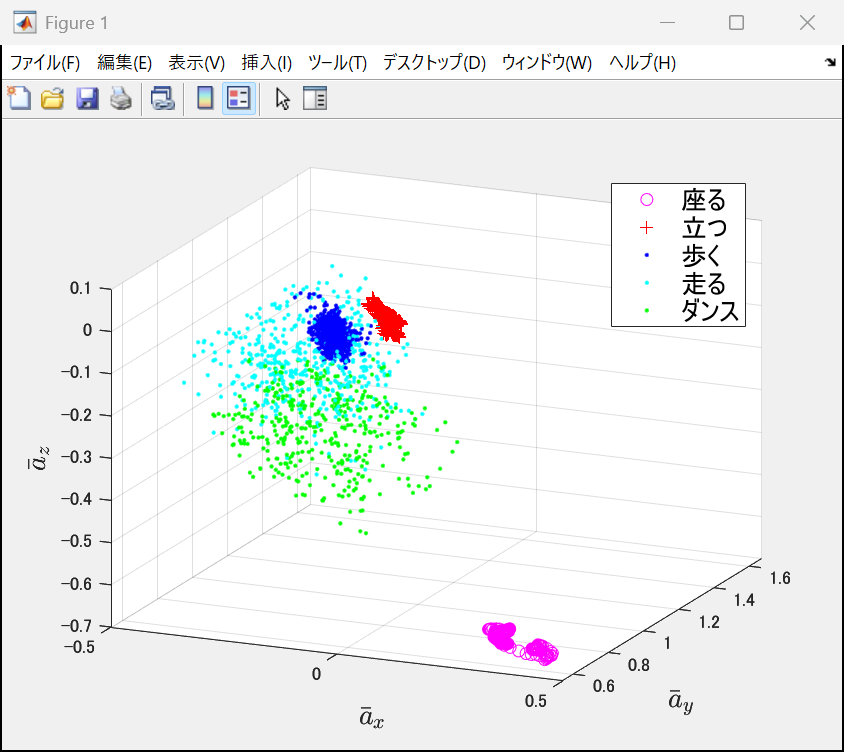 Figure 1
ファイル(F) 編集(E) 表示(V) 挿入(I) ツール(T) デスクトップ(D) ウィンドウ(W) ヘルプ(H)
座る
立つ
歩く
走る
ダンス
0.1
0
-0.1
-0.2
-0.3
-0.4
-0.5
-0.6
-0.7
a̅z
-0.5
0
0.5
a̅x
0.6
0.8
1
1.2
1.4
1.6
a̅y